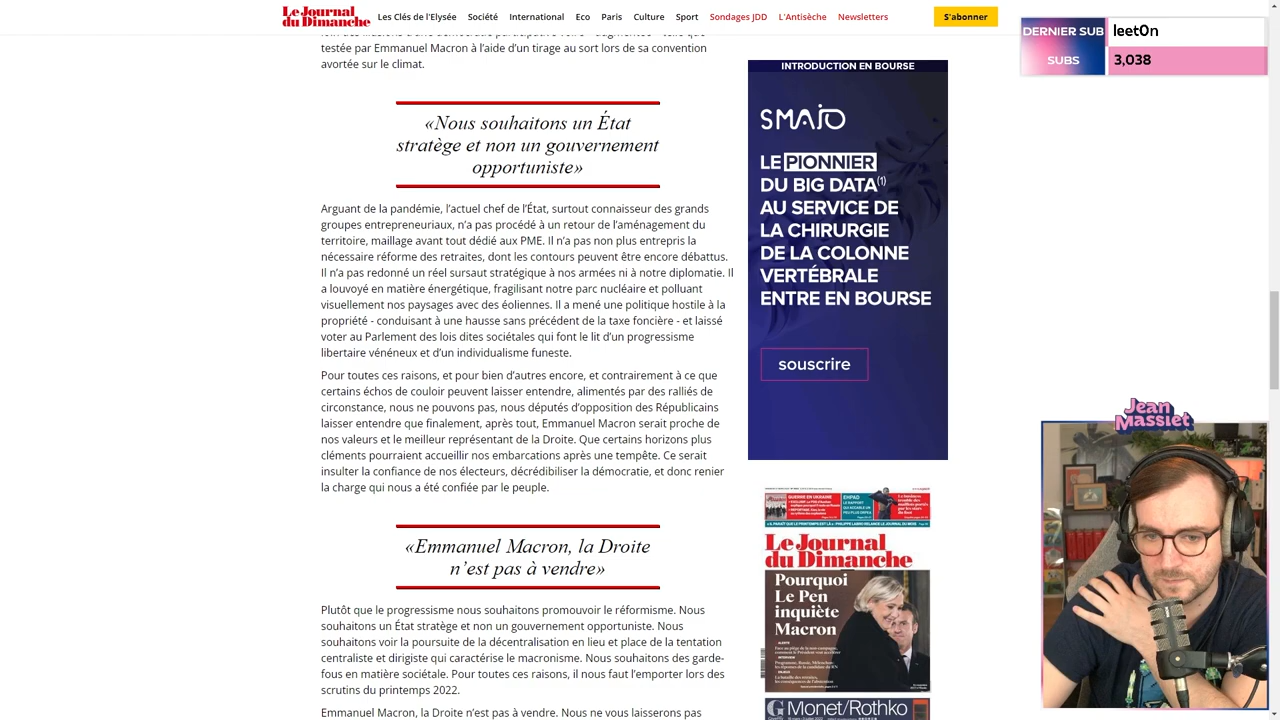 Le Journal
du Dimanche
Les Clés de l'Elysée
Société
International
Eco
Paris
Culture
Sport
Sondages JDD
L'Antisèche
Newsletters
S'abonner
testée par Emmanuel Macron à l’aide d’un tirage au sort lors de sa convention
avortée sur le climat.
«Nous souhaitons un État
stratège et non un gouvernement
opportuniste»
Arguant de la pandémie, l’actuel chef de l’État, surtout connaisseur des grands
groupes entrepreneuriaux, n’a pas procédé à un retour de l’aménagement du
territoire, maillage avant tout dédié aux PME. Il n’a pas non plus entrepris la
nécessaire réforme des retraites, dont les contours peuvent être encore débattus.
Il n’a pas redonné un réel sursaut stratégique à nos armées ni à notre diplomatie. Il
a louvoyé en matière énergétique, fragilisant notre parc nucléaire et polluant
visuellement nos paysages avec des éoliennes. Il a mené une politique hostile à la
propriété - conduisant à une hausse sans précédent de la taxe foncière - et laissé
voter au Parlement des lois dites sociétales qui font le lit d’un progressisme
libertaire vénéneux et d’un individualisme funeste.
Pour toutes ces raisons, et pour bien d’autres encore, et contrairement à ce que
certains échos de couloir peuvent laisser entendre, alimentés par des ralliés de
circonstance, nous ne pouvons pas, nous députés d’opposition des Républicains
laisser entendre que finalement, après tout, Emmanuel Macron serait proche de
nos valeurs et le meilleur représentant de la Droite. Que certains horizons plus
cléments pourraient accueillir nos embarcations après une tempête. Ce serait
insulter la confiance de nos électeurs, décrédibiliser la démocratie, et donc renier
la charge qui nous a été confiée par le peuple.
«Emmanuel Macron, la Droite
n’est pas à vendre»
Plutôt que le progressisme nous souhaitons promouvoir le réformisme. Nous
souhaitons un État stratège et non un gouvernement opportuniste. Nous
souhaitons voir la poursuite de la décentralisation en lieu et place de la tentation
centraliste et dirigiste qui caractérise le macronisme. Nous souhaitons des garde-
fous en matière sociétale. Pour toutes ces raisons, il nous faut l’emporter lors des
scrutins du printemps 2022.
Emmanuel Macron, la Droite n’est pas à vendre. Nous ne vous laisserons pas
INTRODUCTION EN BOURSE
SMAIO
LE PIONNIER
DU BIG DATA(1)
AU SERVICE DE
LA CHIRURGIE
DE LA COLONNE
VERTÉBRALE
ENTRE EN BOURSE
souscrire
GUERRE EN UKRAINE
EHPAD
Le Journal
du Dimanche
Pourquoi
Le Pen
inquiète
Macron
Monet/Rothko
DERNIER SUB
leet0n
SUBS
3,038
Jean
Massiet